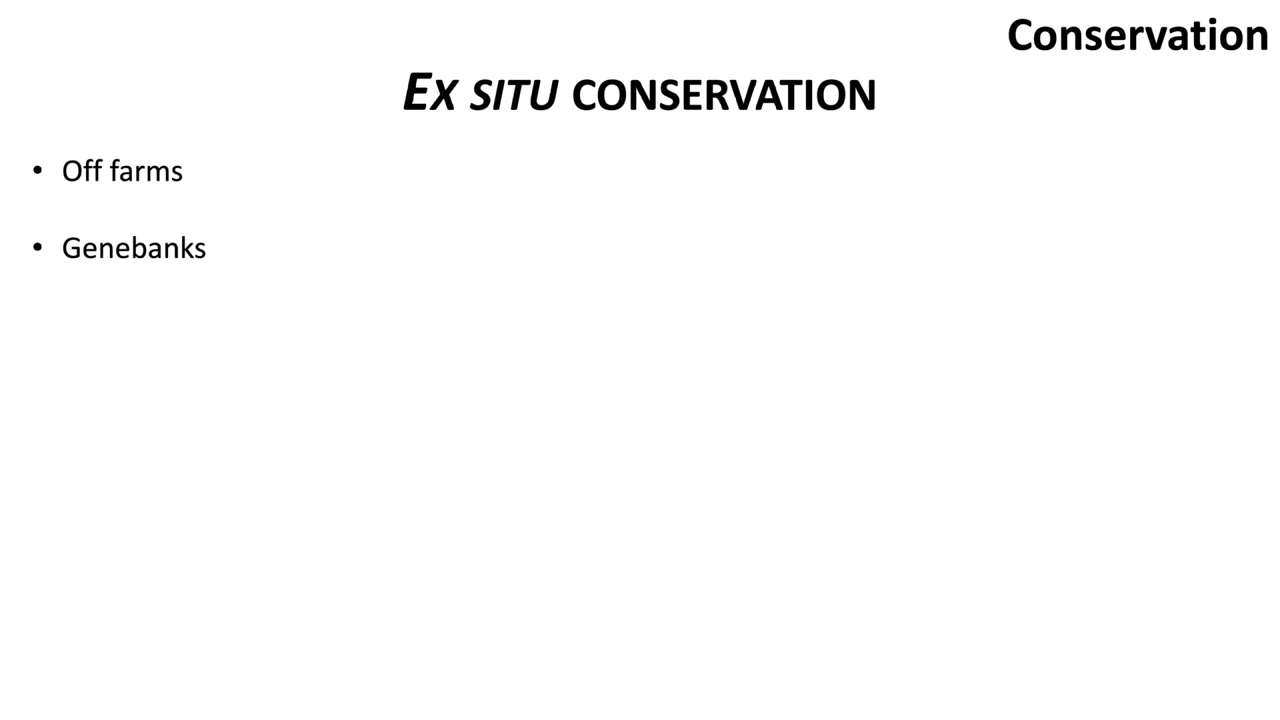 Conservation
EX SITU CONSERVATION
• Off farms
• Genebanks